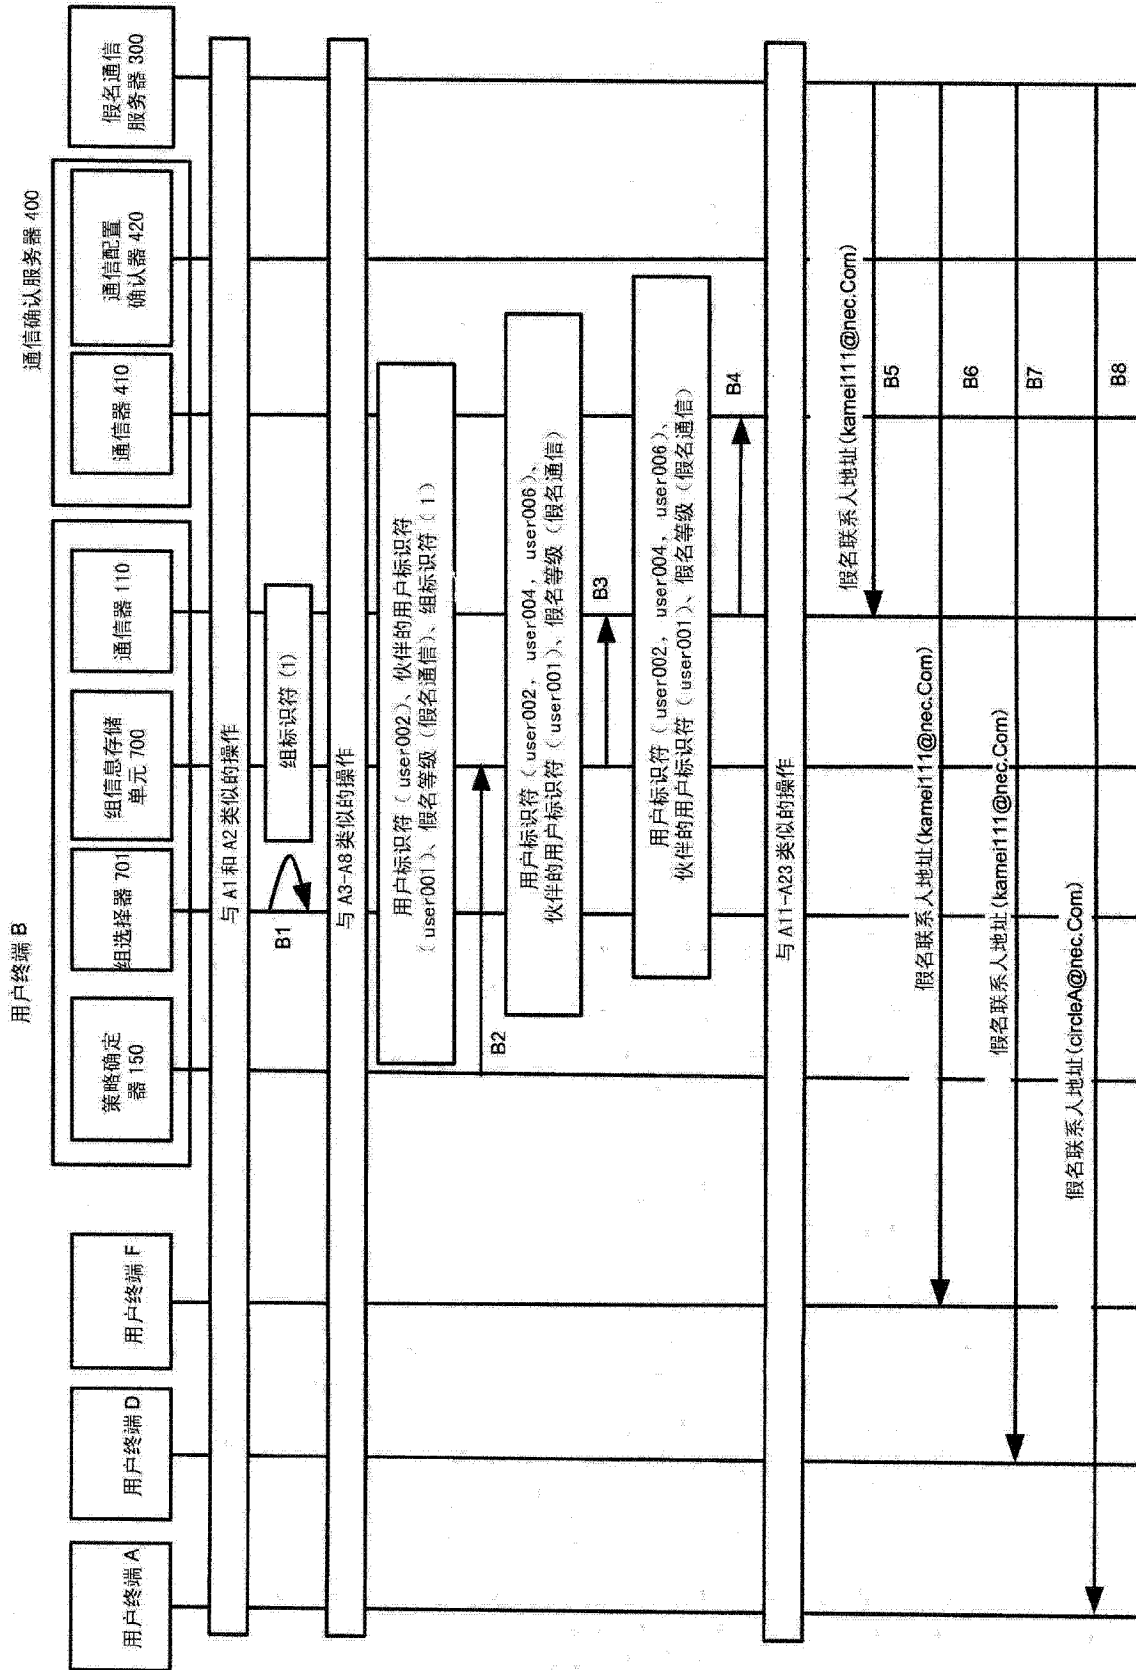 用户终端 B
通信确认服务器 400
用户终端 A
用户终端 D
用户终端 F
策略确定
器 150
组选择器 701
组信息存储
单元 700
通信器 110
通信器 410
通信配置
确认器 420
假名通信
服务器 300
与 A1 和 A2 类似的操作
B1
组标识符 (1)
与 A3-A8 类似的操作
用户标识符（user002）、伙伴的用户标识符
（user001）、假名等级（假名通信）、组标识符（1）
B2
用户标识符（user002, user004, user006）、
伙伴的用户标识符（user001）、假名等级（假名通信）
B3
用户标识符（user002, user004, user006）、
伙伴的用户标识符（user001）、假名等级（假名通信）
B4
与 A11-A23 类似的操作
假名联系人地址(kamei111@nec.Com)
B5
假名联系人地址(kamei111@nec.Com)
B6
假名联系人地址(kamei111@nec.Com)
B7
假名联系人地址(circleA@nec.Com)
B8